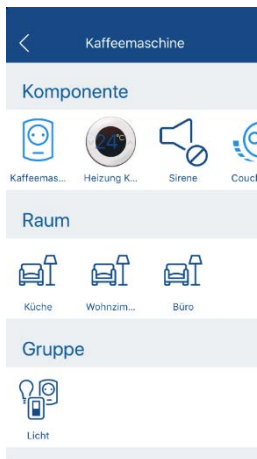 Kaffeemaschine
Komponente
24°C
Kaffeemas... Heizung K... Sirene Couch
Raum
Küche Wohnzim... Büro
Gruppe
Licht